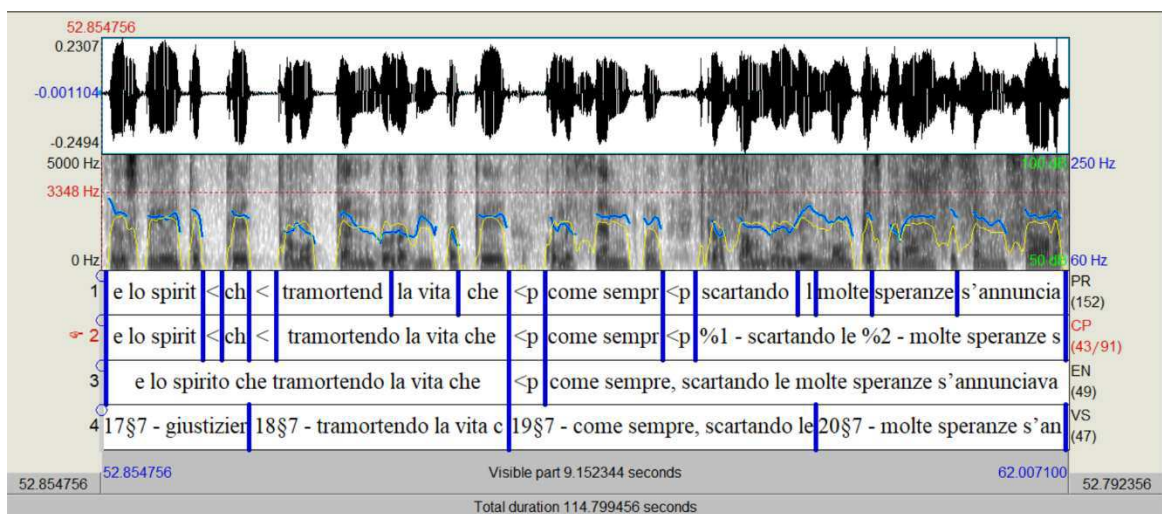 52.854756
0.2307
-0.001104
-0.2494
5000 Hz 100 dB 250 Hz
3348 Hz
0 Hz 50 dB 60 Hz
1 e lo spirit <ch < tramortend la vita che <p come sempr <p scartando l molte speranze s'annuncia PR (152)
2 e lo spirit <ch < tramortendo la vita che <p come sempr <p %1 - scartando le %2 - molte speranze s CP (43/91)
3 e lo spirito che tramortendo la vita che <p come sempre, scartando le molte speranze s'annunciava EN (49)
4 17§7 - giustizier 18§7 - tramortendo la vita c 19§7 - come sempre, scartando le 20§7 - molte speranze s'an VS (47)
52.854756 Visible part 9.152344 seconds 62.007100
52.854756 52.792356
Total duration 114.799456 seconds